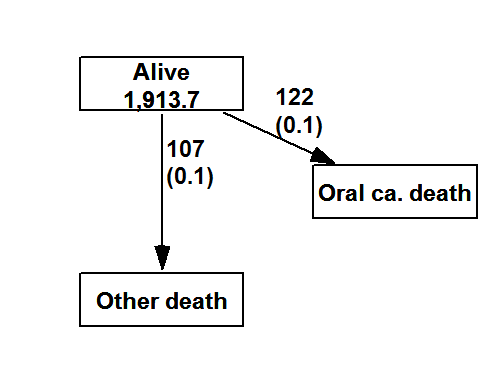 Alive
1,913.7
122
(0.1)
107
(0.1)
Oral ca. death
Other death